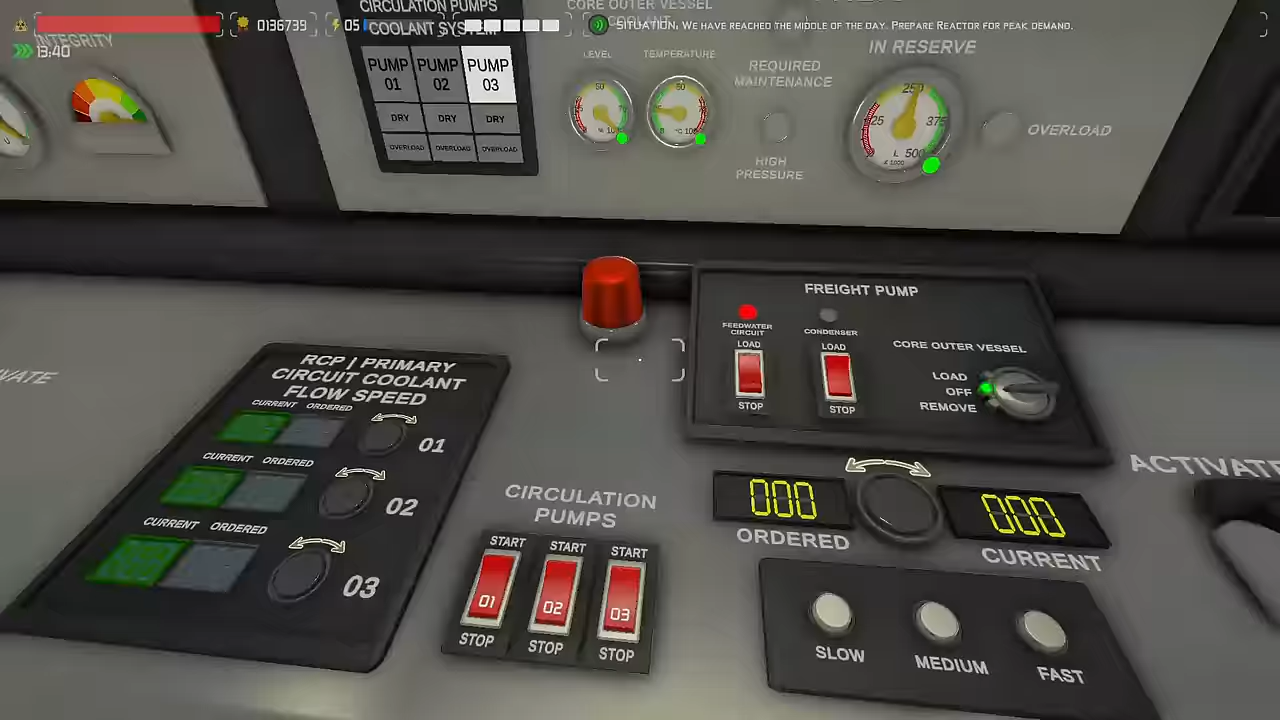 0136739
05
SITUATION: WE HAVE REACHED THE MIDDLE OF THE DAY. PREPARE REACTOR FOR PEAK DEMAND.
13:40
INTEGRITY
CIRCULATION PUMPS
COOLANT SYSTEM
PUMP 01
PUMP 02
PUMP 03
DRY
DRY
DRY
OVERLOAD
OVERLOAD
OVERLOAD
CORE OUTER VESSEL
COOLANT
LEVEL
TEMPERATURE
REQUIRED
MAINTENANCE
HIGH
PRESSURE
IN RESERVE
250
375
500
L
X 1000
OVERLOAD
FREIGHT PUMP
FEEDWATER
CIRCUIT
CONDENSER
LOAD
LOAD
STOP
STOP
CORE OUTER VESSEL
LOAD
OFF
REMOVE
RCP | PRIMARY
CIRCUIT COOLANT
FLOW SPEED
CURRENT ORDERED
01
CURRENT ORDERED
02
CURRENT ORDERED
03
CIRCULATION
PUMPS
START START START
01 02 03
STOP STOP STOP
000
ORDERED
000
CURRENT
SLOW
MEDIUM
FAST